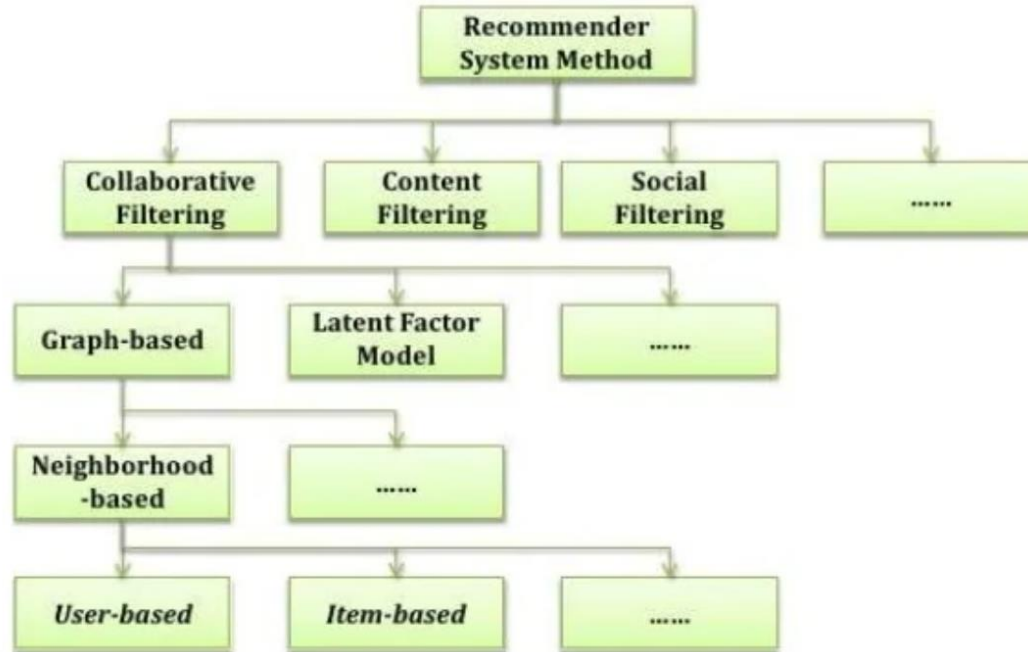 Recommender
System Method
Collaborative
Filtering
Content
Filtering
Social
Filtering
......
Graph-based
Latent Factor
Model
......
Neighborhood
-based
......
User-based
Item-based
......